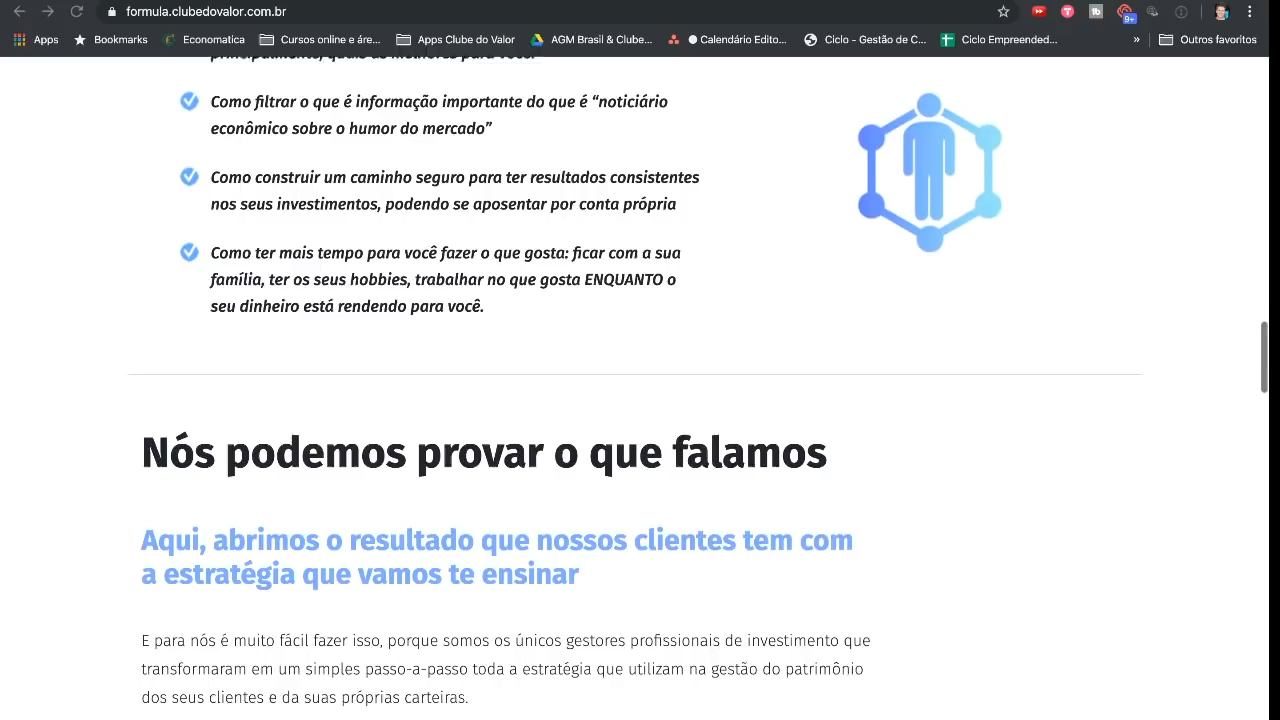 formula.clubedovalor.com.br
9+
Apps
Bookmarks
Economatica
Cursos online e áre...
Apps Clube do Valor
AGM Brasil & Clube...
Calendário Edito...
Ciclo - Gestão de C...
Ciclo Empreended...
»
Outros favoritos
principalmente, quais as melhores para você.
Como filtrar o que é informação importante do que é “noticiário
econômico sobre o humor do mercado”
Como construir um caminho seguro para ter resultados consistentes
nos seus investimentos, podendo se aposentar por conta própria
Como ter mais tempo para você fazer o que gosta: ficar com a sua
família, ter os seus hobbies, trabalhar no que gosta ENQUANTO o
seu dinheiro está rendendo para você.
Nós podemos provar o que falamos
Aqui, abrimos o resultado que nossos clientes tem com
a estratégia que vamos te ensinar
E para nós é muito fácil fazer isso, porque somos os únicos gestores profissionais de investimento que
transformaram em um simples passo-a-passo toda a estratégia que utilizam na gestão do patrimônio
dos seus clientes e da suas próprias carteiras.